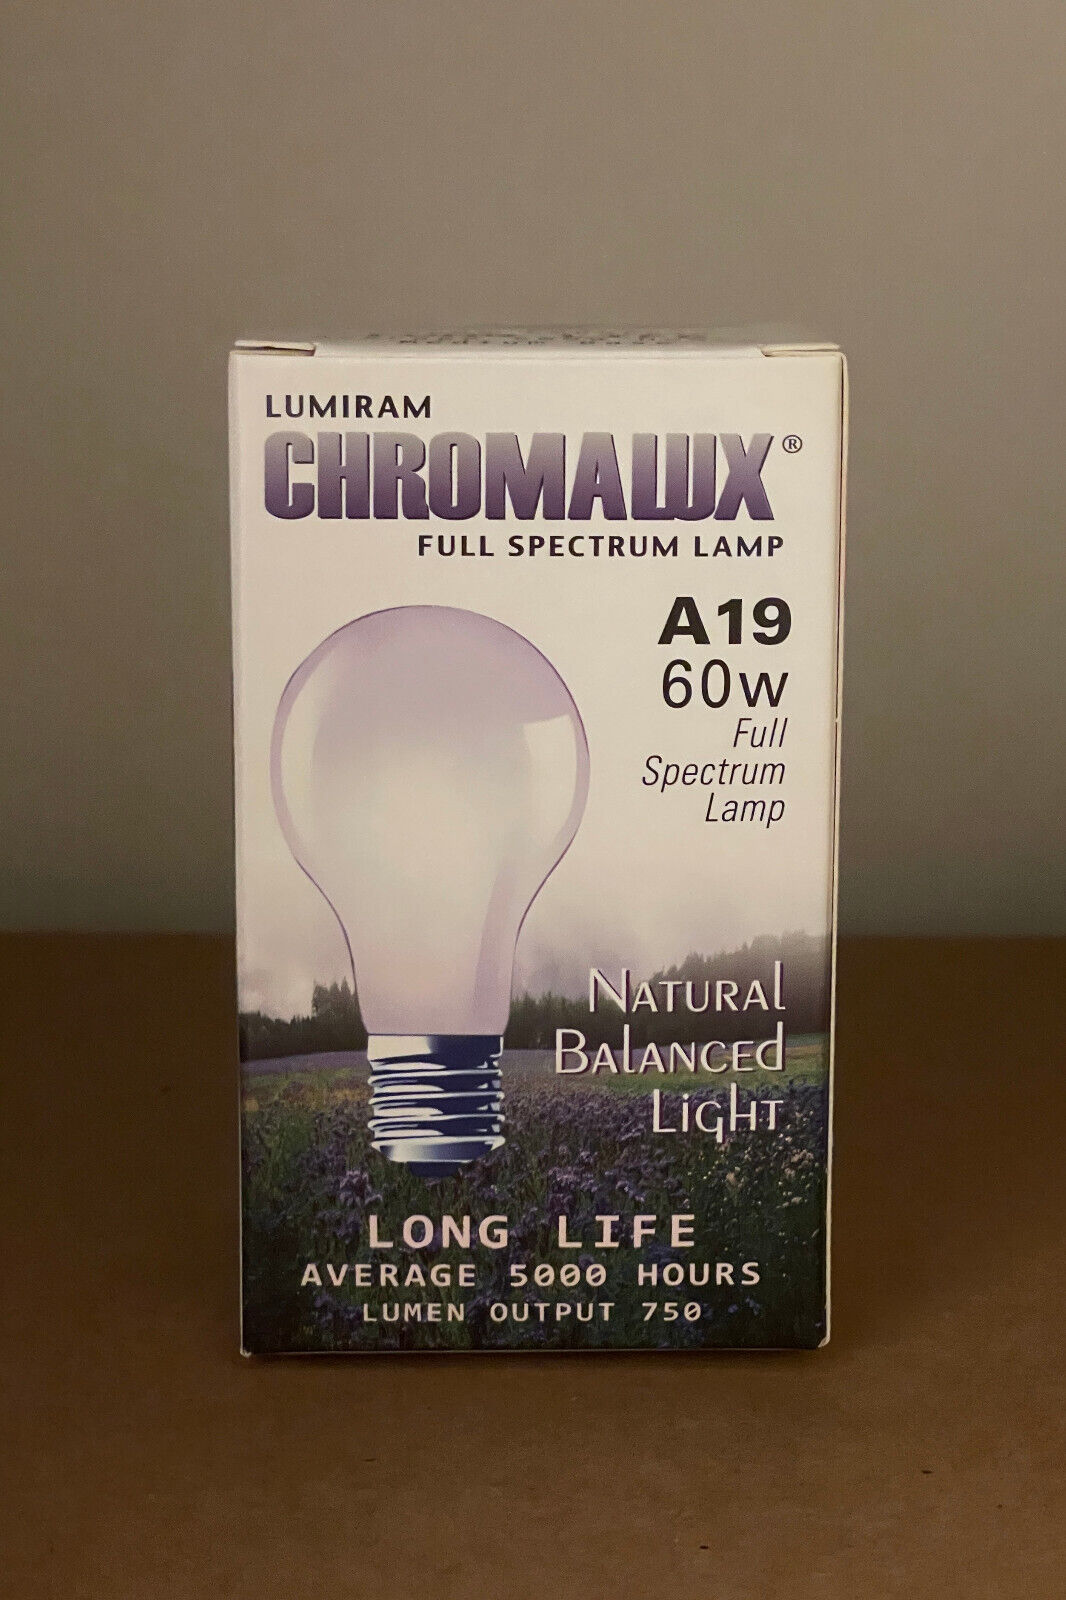 LUMIRAM
CHROMALUX®
FULL SPECTRUM LAMP
A19
60W
Full
Spectrum
Lamp
NATURAL
BALANCED
LIGHT
LONG LIFE
AVERAGE 5000 HOURS
LUMEN OUTPUT 750